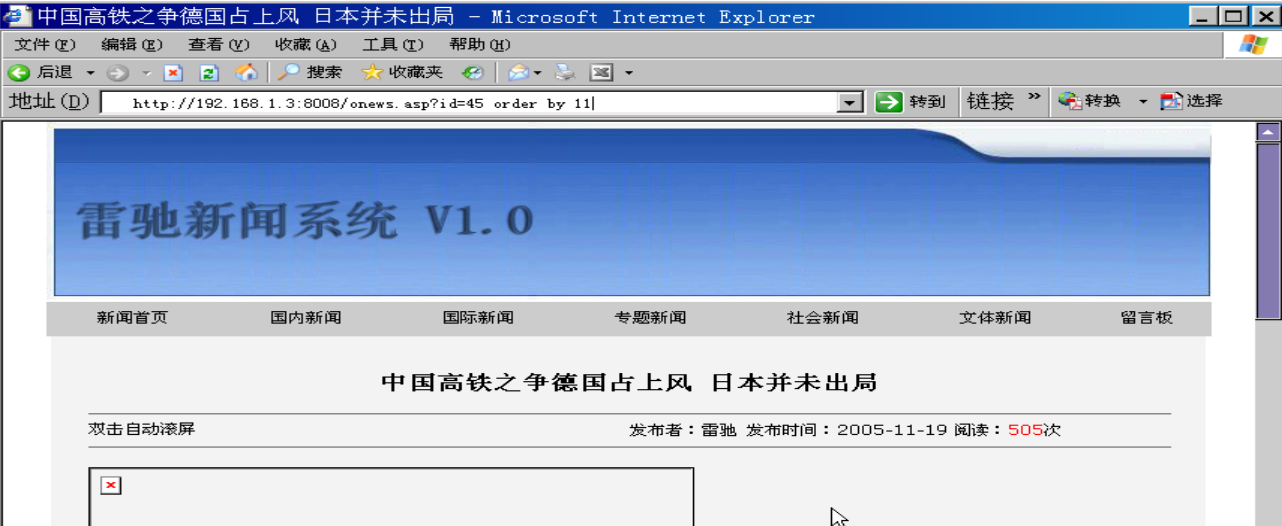 中国高铁之争德国占上风 日本并未出局 - Microsoft Internet Explorer
文件(F) 编辑(E) 查看(V) 收藏(A) 工具(T) 帮助(H)
后退 搜索 收藏夹
地址(D) http://192.168.1.3:8008/onews.asp?id=45 order by 11 转到 链接 » 转换 选择
雷驰新闻系统 V1.0
新闻首页 国内新闻 国际新闻 专题新闻 社会新闻 文体新闻 留言板
中国高铁之争德国占上风 日本并未出局
双击自动滚屏 发布者：雷驰 发布时间：2005-11-19 阅读：505次